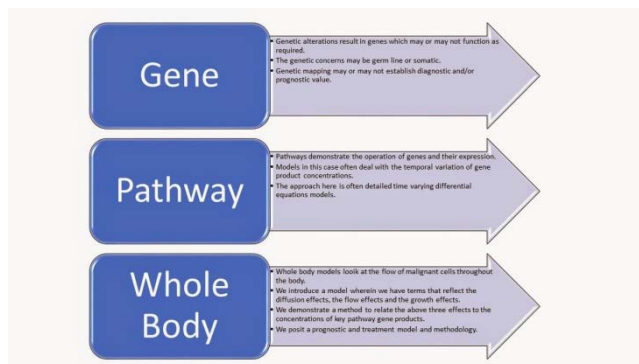 Gene
• Genetic alterations result in genes which may or may not function as
required.
• The genetic concerns may be germ line or somatic.
• Genetic mapping may or may not establish diagnostic and/or
prognostic value.
Pathway
• Pathways demonstrate the operation of genes and their expression.
• Models in this case often deal with the temporal variation of gene
product concentrations.
• The approach here is often detailed time varying differential
equations models.
Whole
Body
• Whole body models look at the flow of malignant cells throughout
the body.
• We introduce a model wherein we have terms that reflect the
diffusion effects, the flow effects and the growth effects.
• We demonstrate a method to relate the above three effects to the
concentrations of key pathway gene products.
• We posit a prognostic and treatment model and methodology.